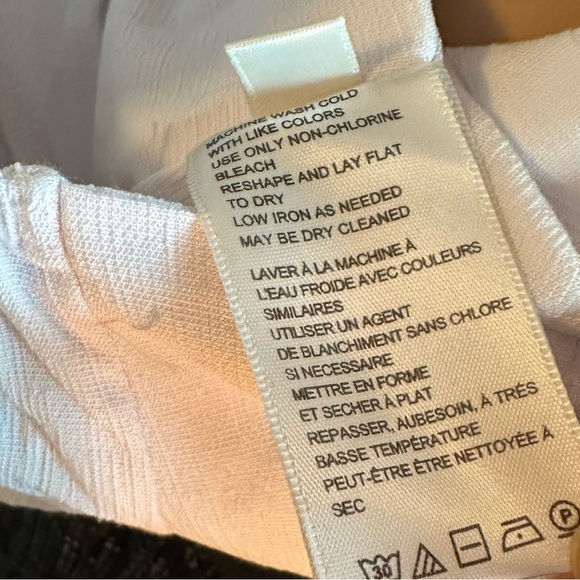 MACHINE WASH COLD
WITH LIKE COLORS
USE ONLY NON-CHLORINE
BLEACH
RESHAPE AND LAY FLAT
TO DRY
LOW IRON AS NEEDED
MAY BE DRY CLEANED
LAVER À LA MACHINE À
L'EAU FROIDE AVEC COULEURS
SIMILAIRES
UTILISER UN AGENT
DE BLANCHIMENT SANS CHLORE
SI NECESSAIRE
METTRE EN FORME
ET SECHER À PLAT
REPASSER, AUBESOIN, À TRÉS
BASSE TEMPÉRATURE
PEUT-ÊTRE ÊTRE NETTOYÉE À
SEC
30 P